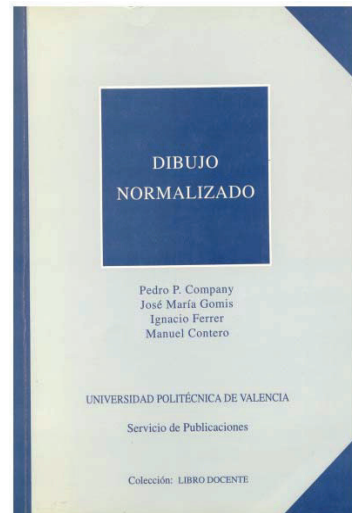 DIBUJO
NORMALIZADO
Pedro P. Company
José María Gomis
Ignacio Ferrer
Manuel Contero
UNIVERSIDAD POLITÉCNICA DE VALENCIA
Servicio de Publicaciones
Colección: LIBRO DOCENTE